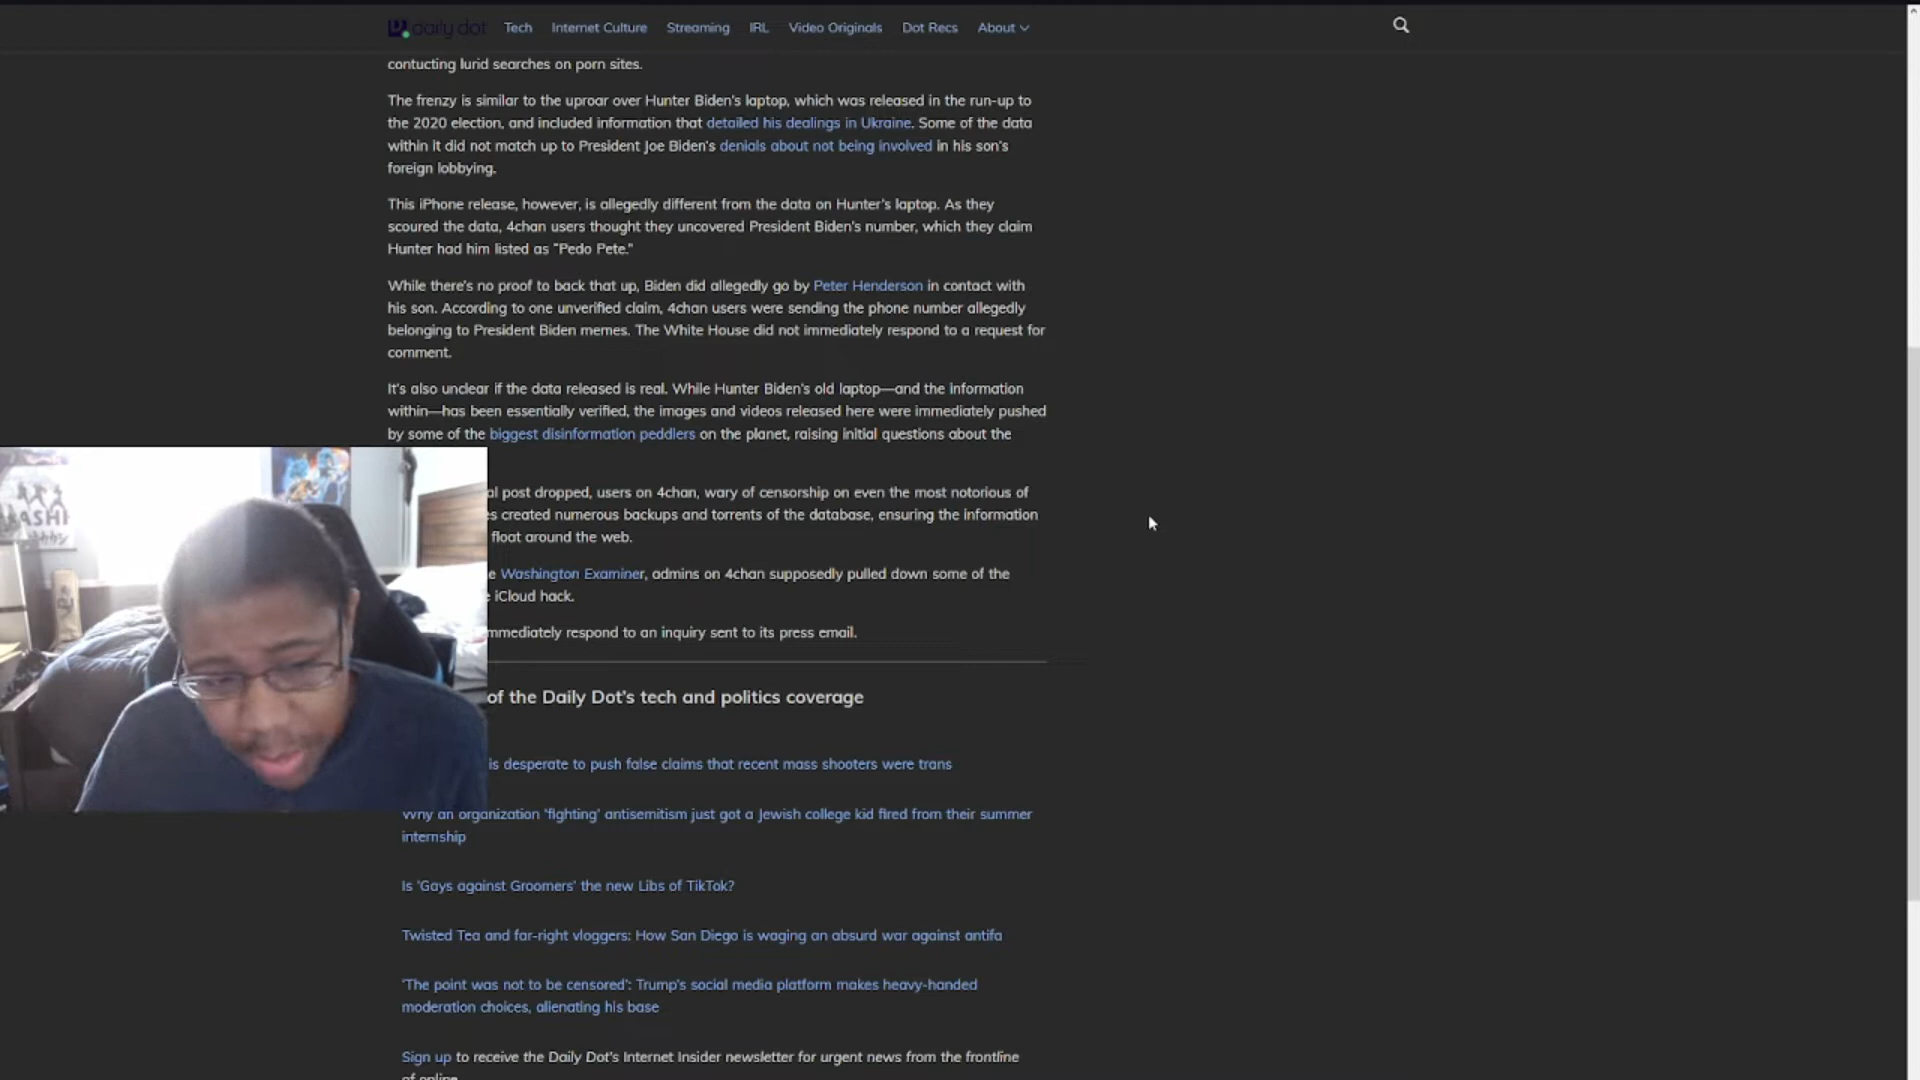 daily dot Tech Internet Culture Streaming IRL Video Originals Dot Recs About
contucting lurid searches on porn sites.
The frenzy is similar to the uproar over Hunter Biden's laptop, which was released in the run-up to
the 2020 election, and included information that detailed his dealings in Ukraine. Some of the data
within it did not match up to President Joe Biden's denials about not being involved in his son's
foreign lobbying.
This iPhone release, however, is allegedly different from the data on Hunter's laptop. As they
scoured the data, 4chan users thought they uncovered President Biden's number, which they claim
Hunter had him listed as “Pedo Pete.”
While there's no proof to back that up, Biden did allegedly go by Peter Henderson in contact with
his son. According to one unverified claim, 4chan users were sending the phone number allegedly
belonging to President Biden memes. The White House did not immediately respond to a request for
comment.
It's also unclear if the data released is real. While Hunter Biden's old laptop—and the information
within—has been essentially verified, the images and videos released here were immediately pushed
by some of the biggest disinformation peddlers on the planet, raising initial questions about the
al post dropped, users on 4chan, wary of censorship on even the most notorious of
s created numerous backups and torrents of the database, ensuring the information
float around the web.
e Washington Examiner, admins on 4chan supposedly pulled down some of the
e iCloud hack.
mmediately respond to an inquiry sent to its press email.
of the Daily Dot's tech and politics coverage
is desperate to push false claims that recent mass shooters were trans
Why an organization 'fighting' antisemitism just got a Jewish college kid fired from their summer
internship
Is 'Gays against Groomers' the new Libs of TikTok?
Twisted Tea and far-right vloggers: How San Diego is waging an absurd war against antifa
'The point was not to be censored': Trump's social media platform makes heavy-handed
moderation choices, alienating his base
Sign up to receive the Daily Dot's Internet Insider newsletter for urgent news from the frontline
of online.